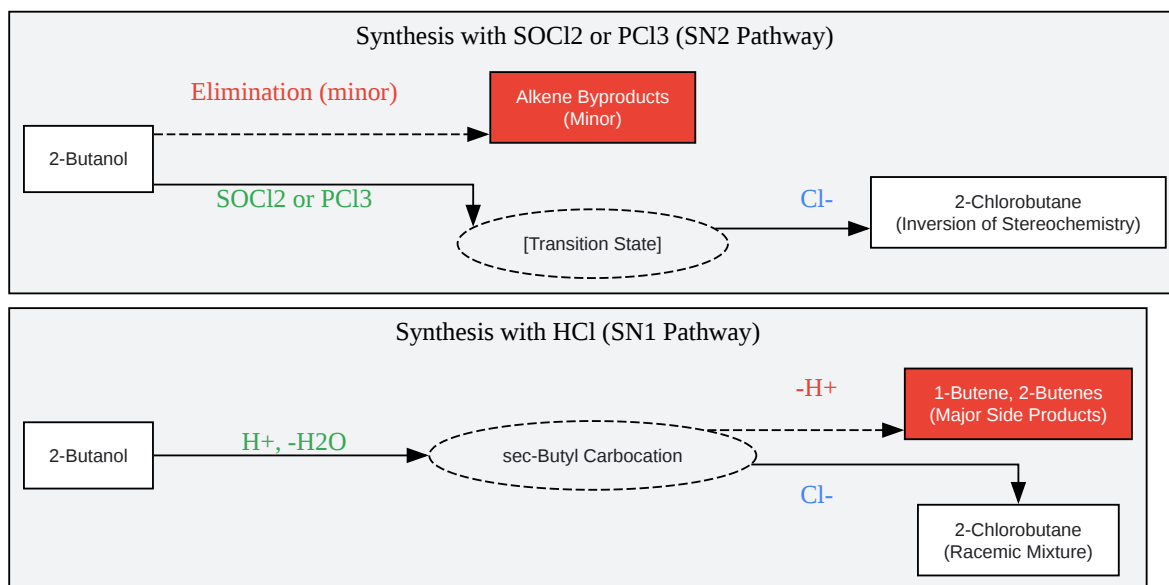 Synthesis with SOCl2 or PCl3 (SN2 Pathway)
Elimination (minor)
Alkene Byproducts
(Minor)
2-Butanol
SOCl2 or PCl3
[Transition State]
Cl-
2-Chlorobutane
(Inversion of Stereochemistry)
Synthesis with HCl (SN1 Pathway)
-H+
1-Butene, 2-Butenes
(Major Side Products)
2-Butanol
H+, -H2O
sec-Butyl Carbocation
Cl-
2-Chlorobutane
(Racemic Mixture)